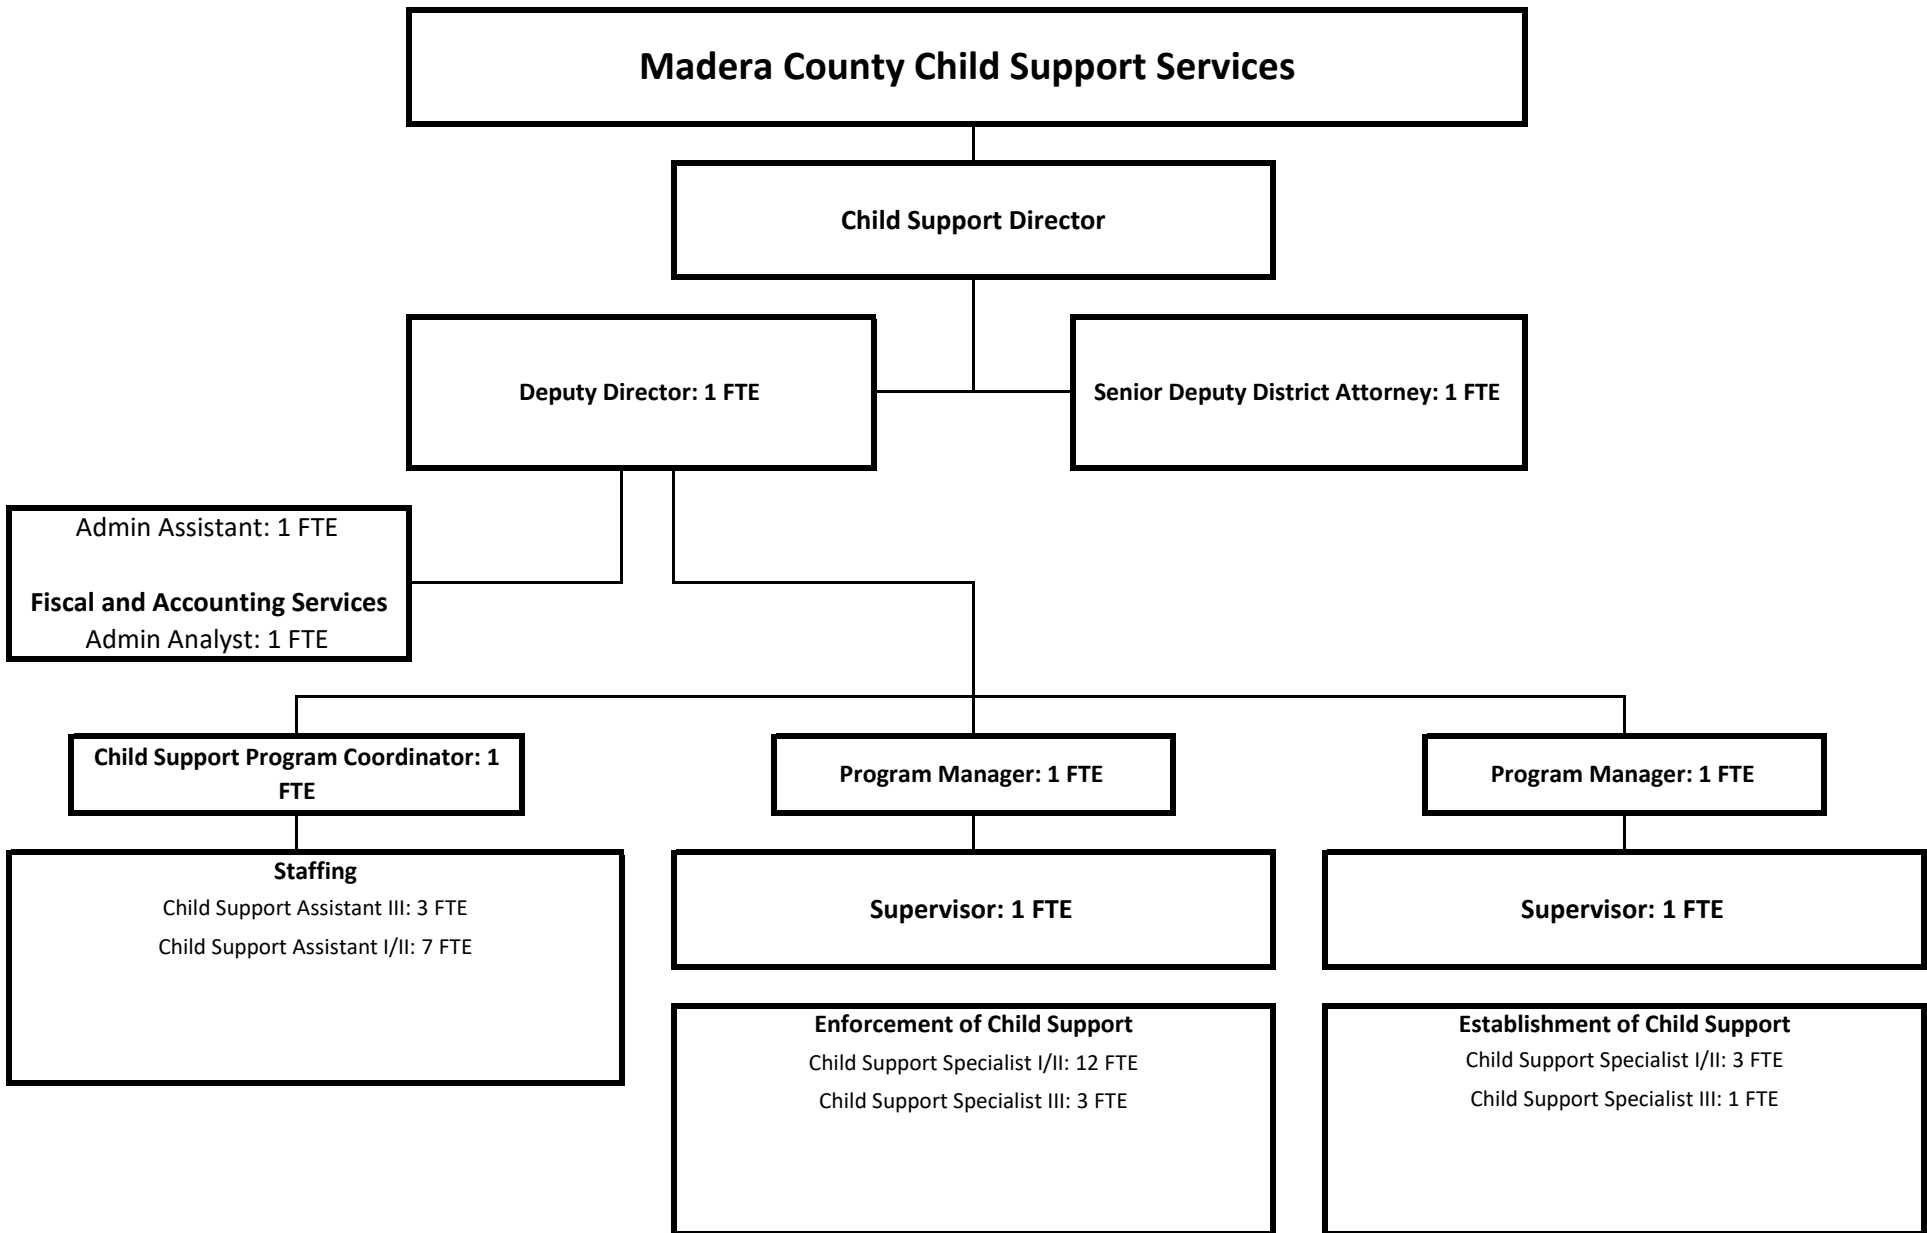 Madera County Child Support Services
Child Support Director
Deputy Director: 1 FTE
Senior Deputy District Attorney: 1 FTE
Admin Assistant: 1 FTE
Fiscal and Accounting Services
Admin Analyst: 1 FTE
Child Support Program Coordinator: 1
FTE
Program Manager: 1 FTE
Program Manager: 1 FTE
Staffing
Child Support Assistant III: 3 FTE
Child Support Assistant I/II: 7 FTE
Supervisor: 1 FTE
Supervisor: 1 FTE
Enforcement of Child Support
Child Support Specialist I/II: 12 FTE
Child Support Specialist III: 3 FTE
Establishment of Child Support
Child Support Specialist I/II: 3 FTE
Child Support Specialist III: 1 FTE